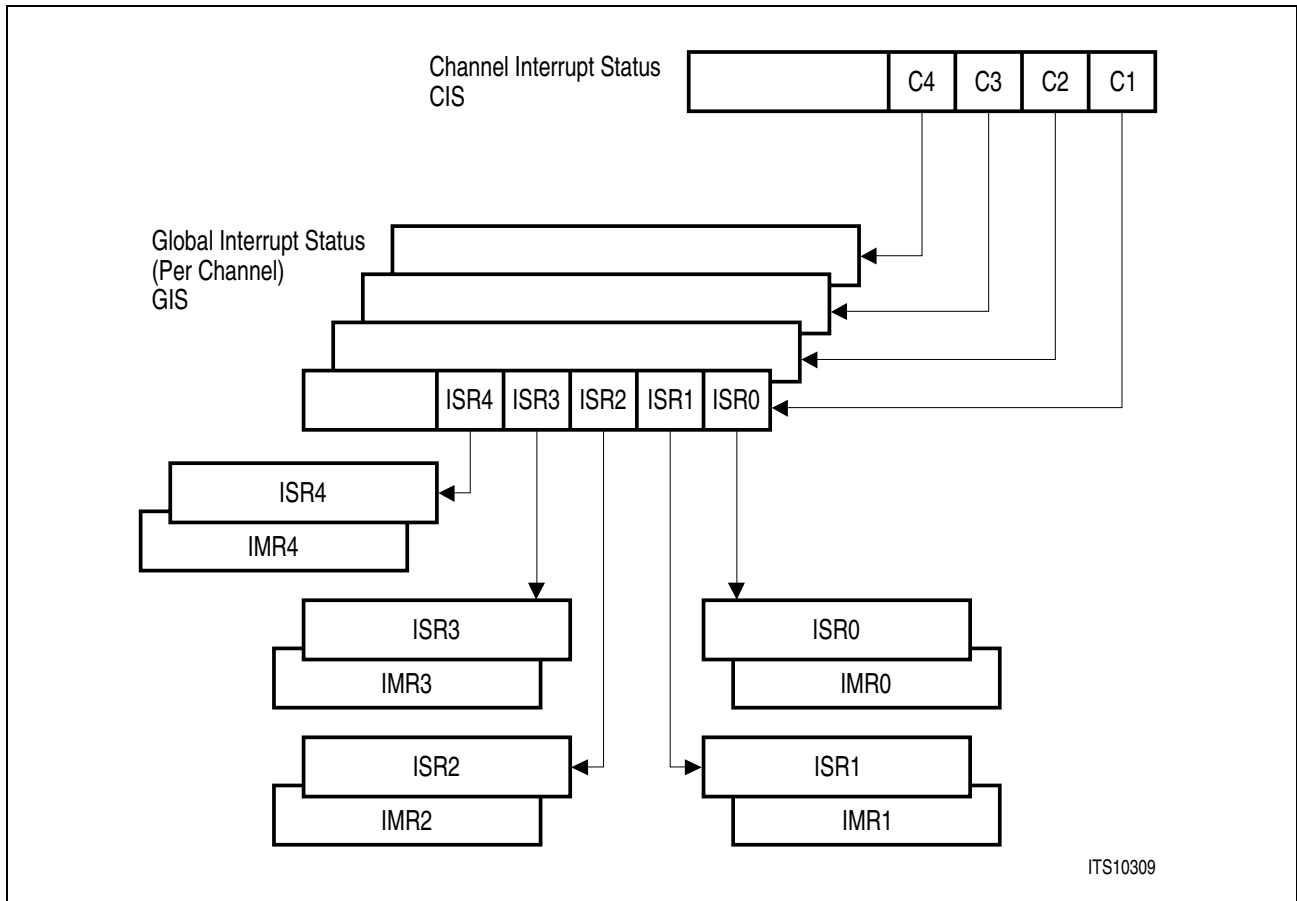 Channel Interrupt Status
CIS
C4 C3 C2 C1
Global Interrupt Status
(Per Channel)
GIS
ISR4 ISR3 ISR2 ISR1 ISR0
ISR4
IMR4
ISR3
IMR3
ISR0
IMR0
ISR2
IMR2
ISR1
IMR1
ITS10309